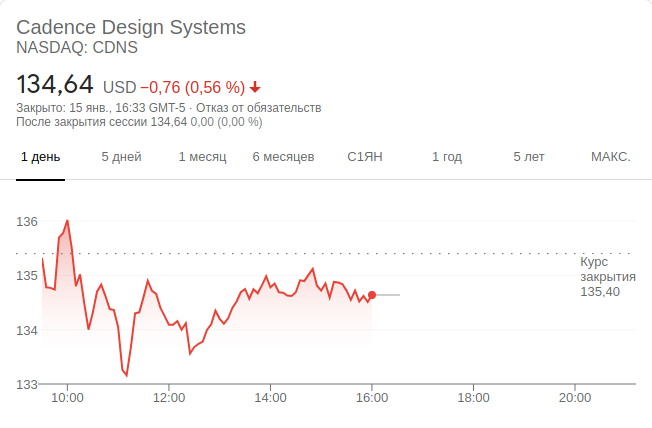 Cadence Design Systems
NASDAQ: CDNS
134,64 USD −0,76 (0,56 %)
Закрыто: 15 янв., 16:33 GMT-5 · Отказ от обязательств
После закрытия сессии 134,64 0,00 (0,00 %)
1 день 5 дней 1 месяц 6 месяцев С1ЯН 1 год 5 лет МАКС.
136
135
134
133
Курс
закрытия
135,40
10:00 12:00 14:00 16:00 18:00 20:00